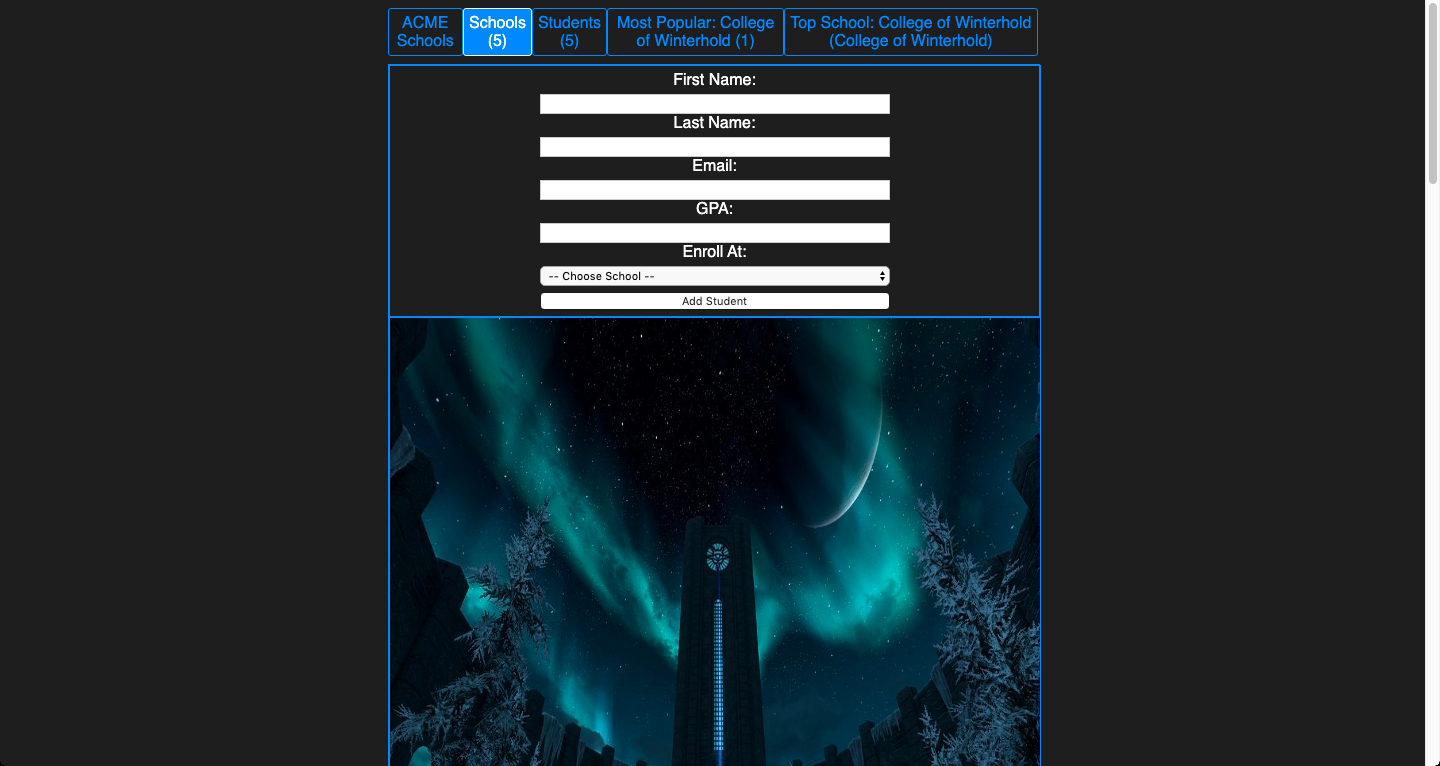 ACME
Schools
Schools
(5)
Students
(5)
Most Popular: College
of Winterhold (1)
Top School: College of Winterhold
(College of Winterhold)
First Name:
Last Name:
Email:
GPA:
Enroll At:
-- Choose School --
Add Student